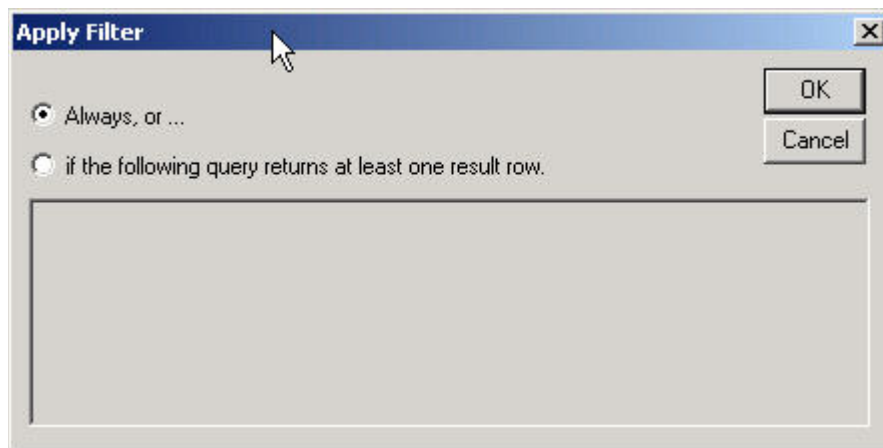 Apply Filter
OK
Always, or ...
Cancel
if the following query returns at least one result row.